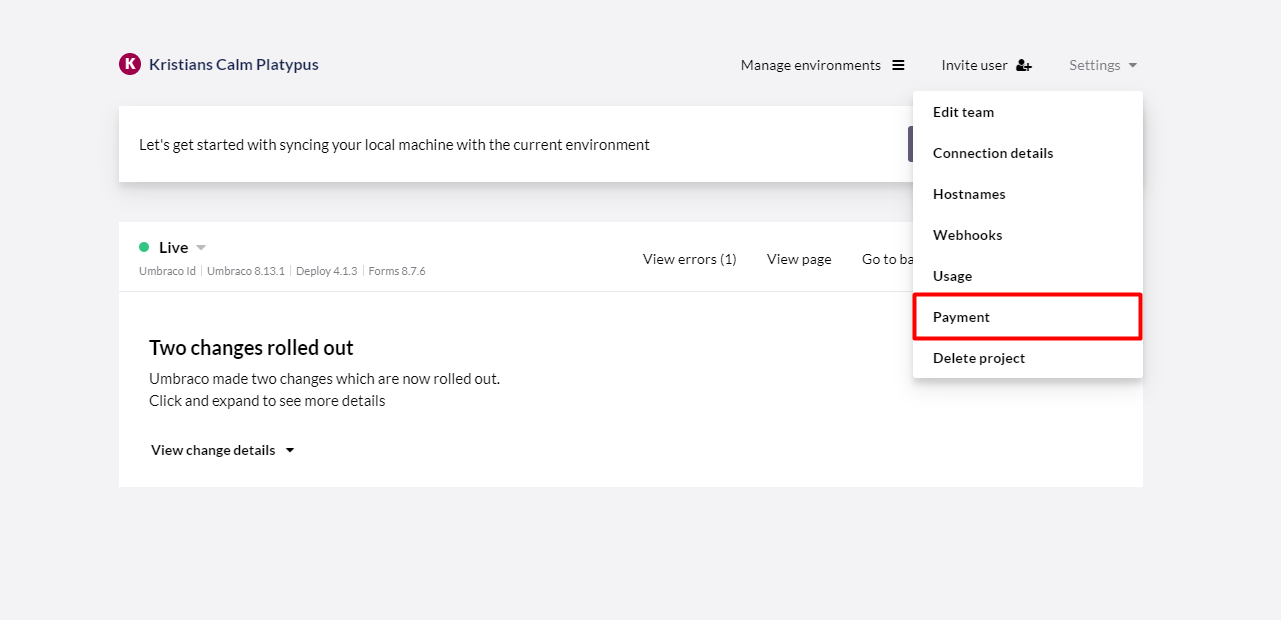 K Kristians Calm Platypus
Manage environments
Invite user
Settings
Edit team
Connection details
Hostnames
Webhooks
Usage
Payment
Delete project
Let's get started with syncing your local machine with the current environment
Live
Umbraco Id | Umbraco 8.13.1 | Deploy 4.1.3 | Forms 8.7.6
View errors (1)
View page
Go to ba
Two changes rolled out
Umbraco made two changes which are now rolled out.
Click and expand to see more details
View change details